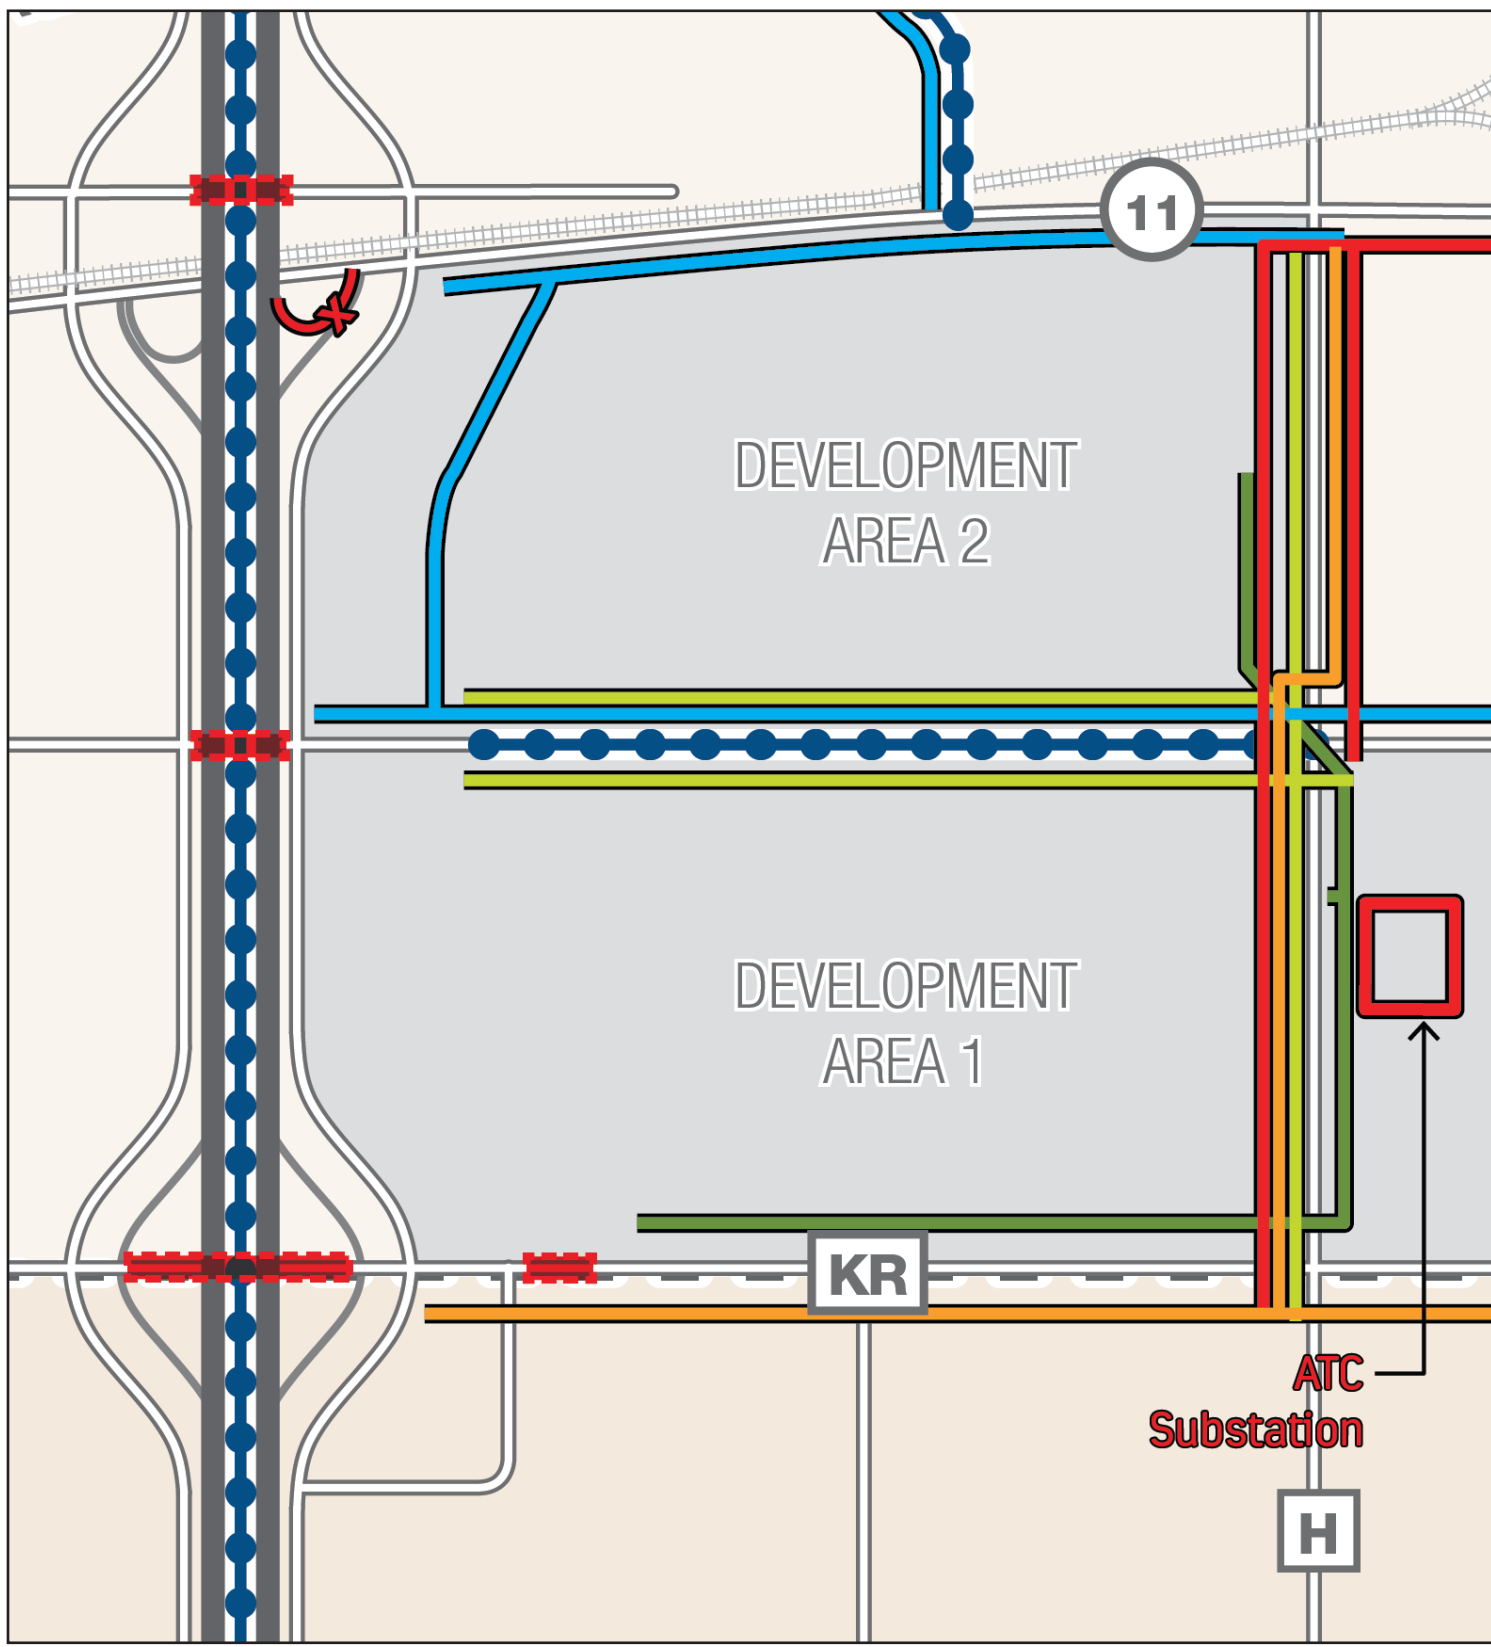 11
DEVELOPMENT
AREA 2
DEVELOPMENT
AREA 1
KR
ATC
Substation
H